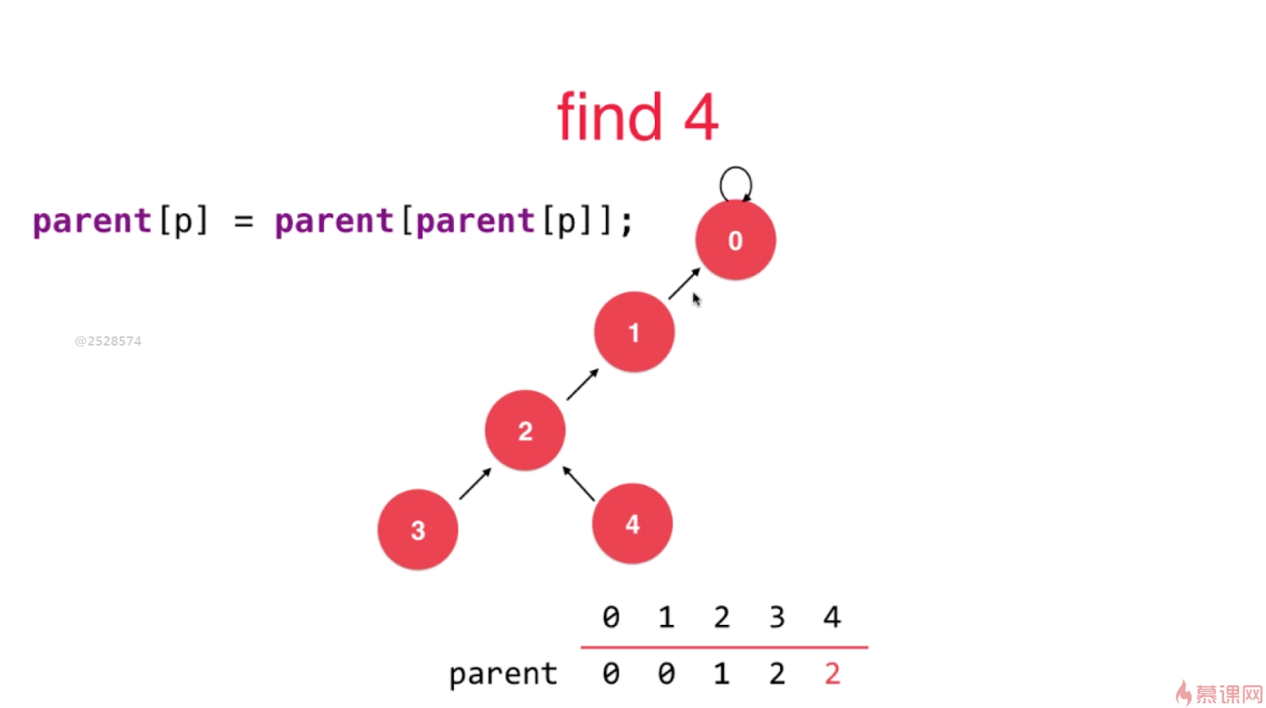 find 4
parent[p] = parent[parent[p]];
0
1
@2528574
2
3
4
0 1 2 3 4
parent 0 0 1 2 2
慕课网